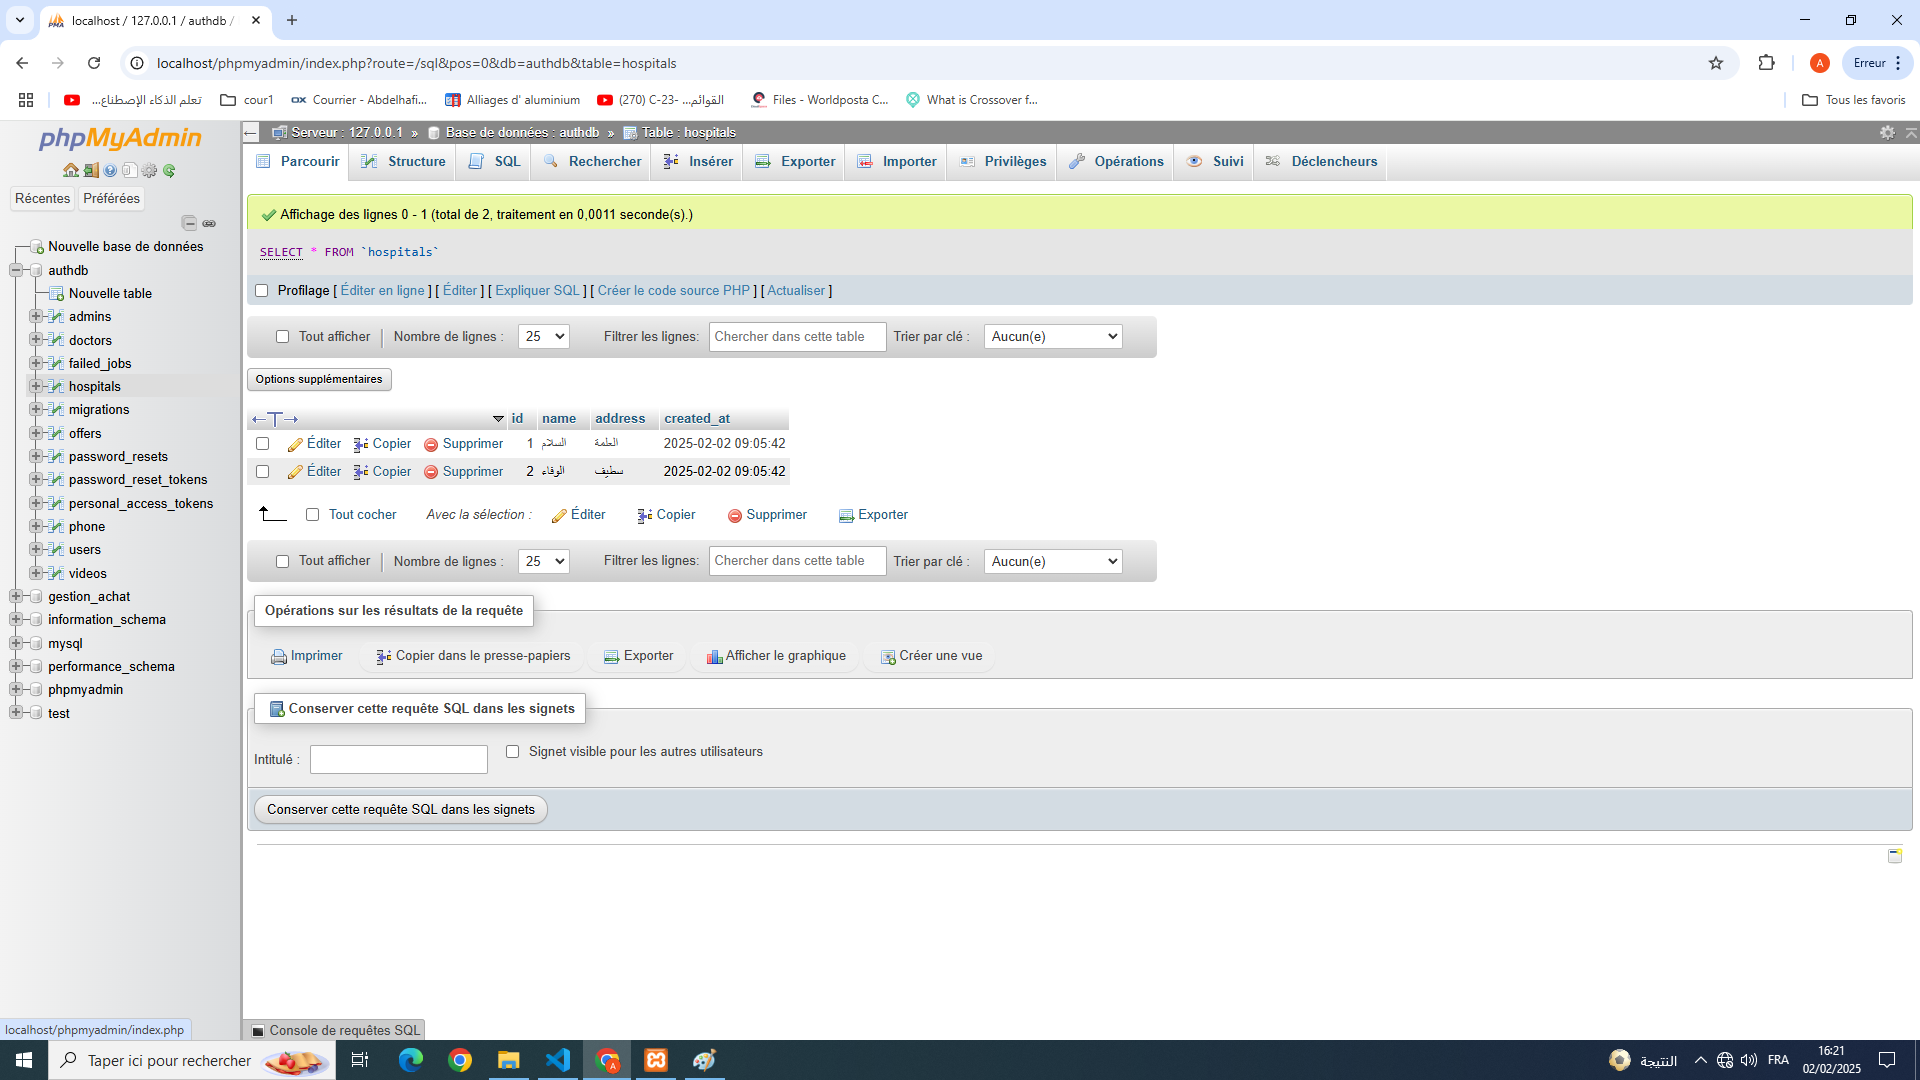 localhost / 127.0.0.1 / authdb /
localhost/phpmyadmin/index.php?route=/sql&pos=0&db=authdb&table=hospitals
A
Erreur
تعلم الذكاء الإصطناع...
cour1
Courrier - Abdelhafi...
Alliages d' aluminium
(270) C-23- ...القوائم
Files - Worldposta C...
What is Crossover f...
Tous les favoris
phpMyAdmin
Récentes
Préférées
Nouvelle base de données
authdb
Nouvelle table
admins
doctors
failed_jobs
hospitals
migrations
offers
password_resets
password_reset_tokens
personal_access_tokens
phone
users
videos
gestion_achat
information_schema
mysql
performance_schema
phpmyadmin
test
localhost/phpmyadmin/index.php
Serveur : 127.0.0.1 » Base de données : authdb » Table : hospitals
Parcourir Structure SQL Rechercher Insérer Exporter Importer Privilèges Opérations Suivi Déclencheurs
Affichage des lignes 0 - 1 (total de 2, traitement en 0,0011 seconde(s).)
SELECT * FROM `hospitals`
Profilage [ Éditer en ligne ] [ Éditer ] [ Expliquer SQL ] [ Créer le code source PHP ] [ Actualiser ]
Tout afficher Nombre de lignes : 25 Filtrer les lignes: Chercher dans cette table Trier par clé : Aucun(e)
Options supplémentaires
id name address created_at
Éditer Copier Supprimer 1 السلام العلمة 2025-02-02 09:05:42
Éditer Copier Supprimer 2 الوفاء سطيف 2025-02-02 09:05:42
Tout cocher Avec la sélection : Éditer Copier Supprimer Exporter
Tout afficher Nombre de lignes : 25 Filtrer les lignes: Chercher dans cette table Trier par clé : Aucun(e)
Opérations sur les résultats de la requête
Imprimer Copier dans le presse-papiers Exporter Afficher le graphique Créer une vue
Conserver cette requête SQL dans les signets
Intitulé : Signet visible pour les autres utilisateurs
Conserver cette requête SQL dans les signets
Console de requêtes SQL
Taper ici pour rechercher
النتيجة
FRA
16:21
02/02/2025